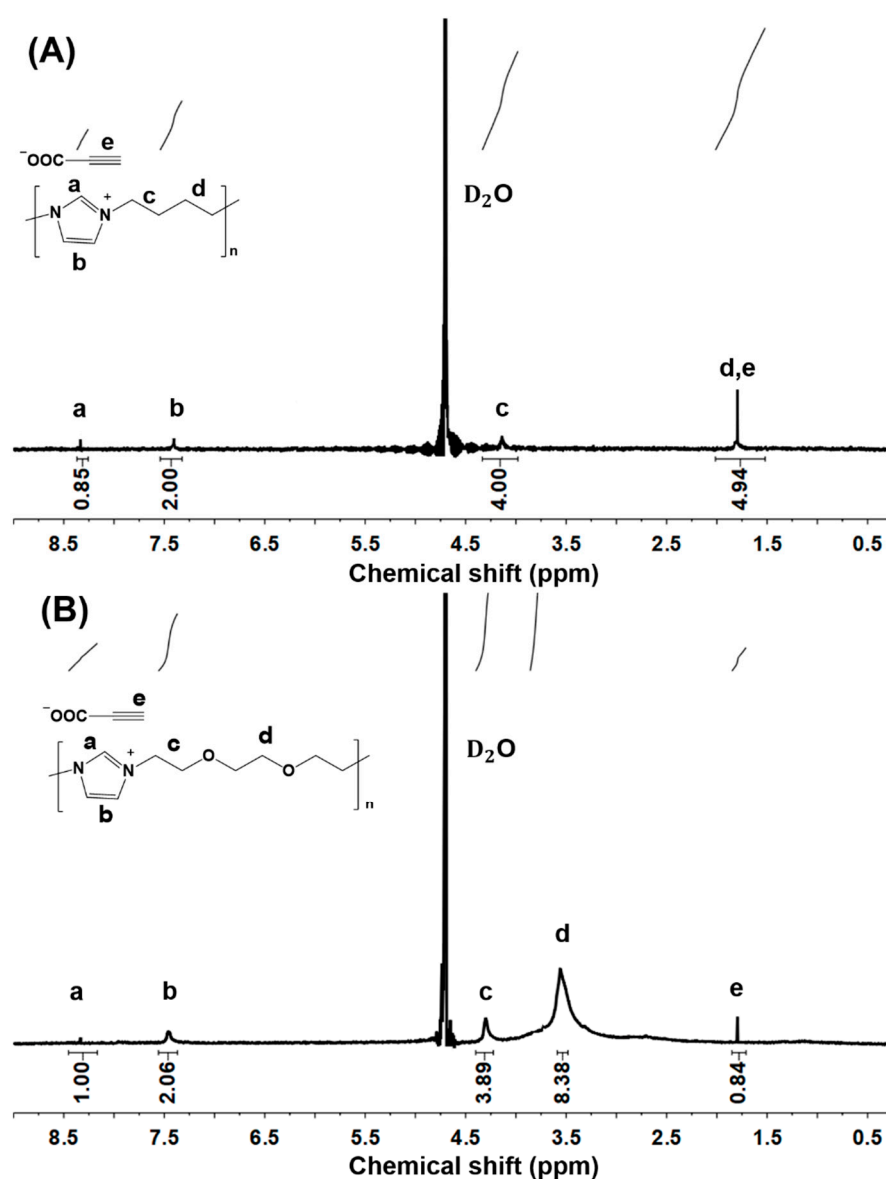 (A)
e
⁻OOC
a
+
c
d
N
N
b
n
D₂O
a
b
c
d,e
0.85
2.00
4.00
4.94
8.5 7.5 6.5 5.5 4.5 3.5 2.5 1.5 0.5
Chemical shift (ppm)
(B)
e
⁻OOC
a
+
c
d
O
N
N
O
b
n
D₂O
a
b
c
d
e
1.00
2.06
3.89
8.38
0.84
8.5 7.5 6.5 5.5 4.5 3.5 2.5 1.5 0.5
Chemical shift (ppm)